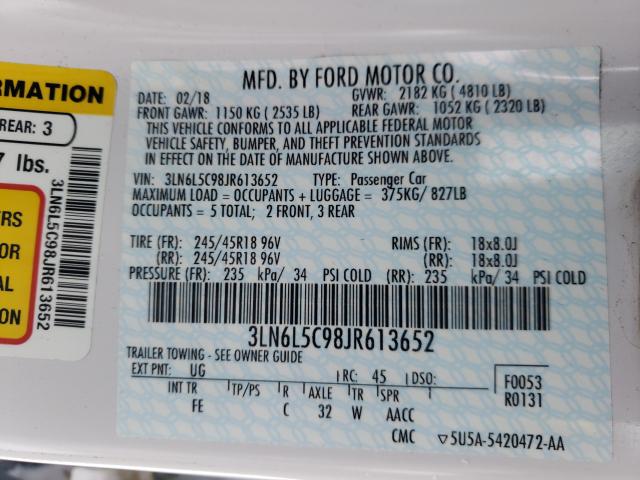 ORMATION
REAR: 3
7 lbs.
ERS
OR
AL
ION
3LN6L5C98JR613652
MFD. BY FORD MOTOR CO.
DATE: 02/18 GVWR: 2182 KG ( 4810 LB)
FRONT GAWR: 1150 KG ( 2535 LB) REAR GAWR: 1052 KG ( 2320 LB)
THIS VEHICLE CONFORMS TO ALL APPLICABLE FEDERAL MOTOR
VEHICLE SAFETY, BUMPER, AND THEFT PREVENTION STANDARDS
IN EFFECT ON THE DATE OF MANUFACTURE SHOWN ABOVE.
VIN: 3LN6L5C98JR613652 TYPE: Passenger Car
MAXIMUM LOAD = OCCUPANTS + LUGGAGE = 375KG/ 827LB
OCCUPANTS = 5 TOTAL; 2 FRONT, 3 REAR
TIRE (FR): 245/45R18 96V RIMS (FR): 18x8.0J
(RR): 245/45R18 96V (RR): 18x8.0J
PRESSURE (FR): 235 kPa/ 34 PSI COLD (RR): 235 kPa/ 34 PSI COLD
3LN6L5C98JR613652
TRAILER TOWING - SEE OWNER GUIDE
EXT PNT: UG RC: 45 DSO: F0053
INT TR TP/PS R AXLE TR SPR R0131
FE C 32 W AACC
CMC ▽5U5A-5420472-AA